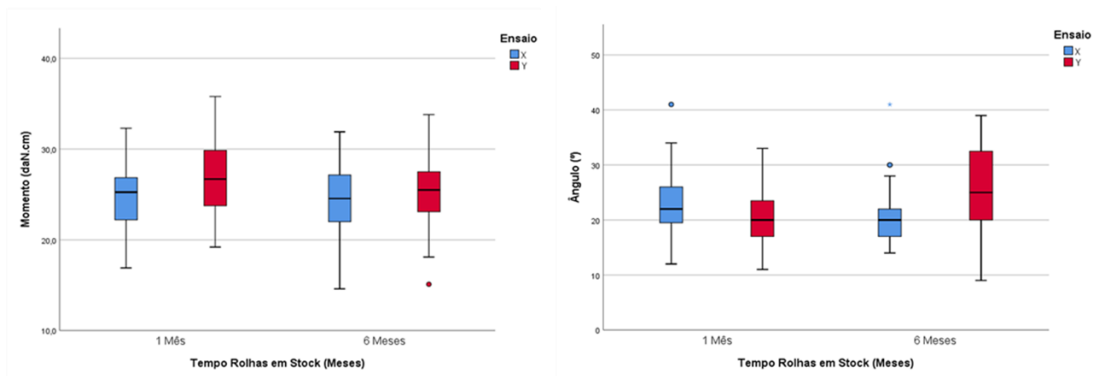 Ensaio
X
Y
40,0
30,0
20,0
10,0
Momento (daN.cm)
1 Mês
6 Meses
Tempo Rolhas em Stock (Meses)
Ensaio
X
Y
50
40
30
20
10
0
Ângulo (º)
1 Mês
6 Meses
Tempo Rolhas em Stock (Meses)